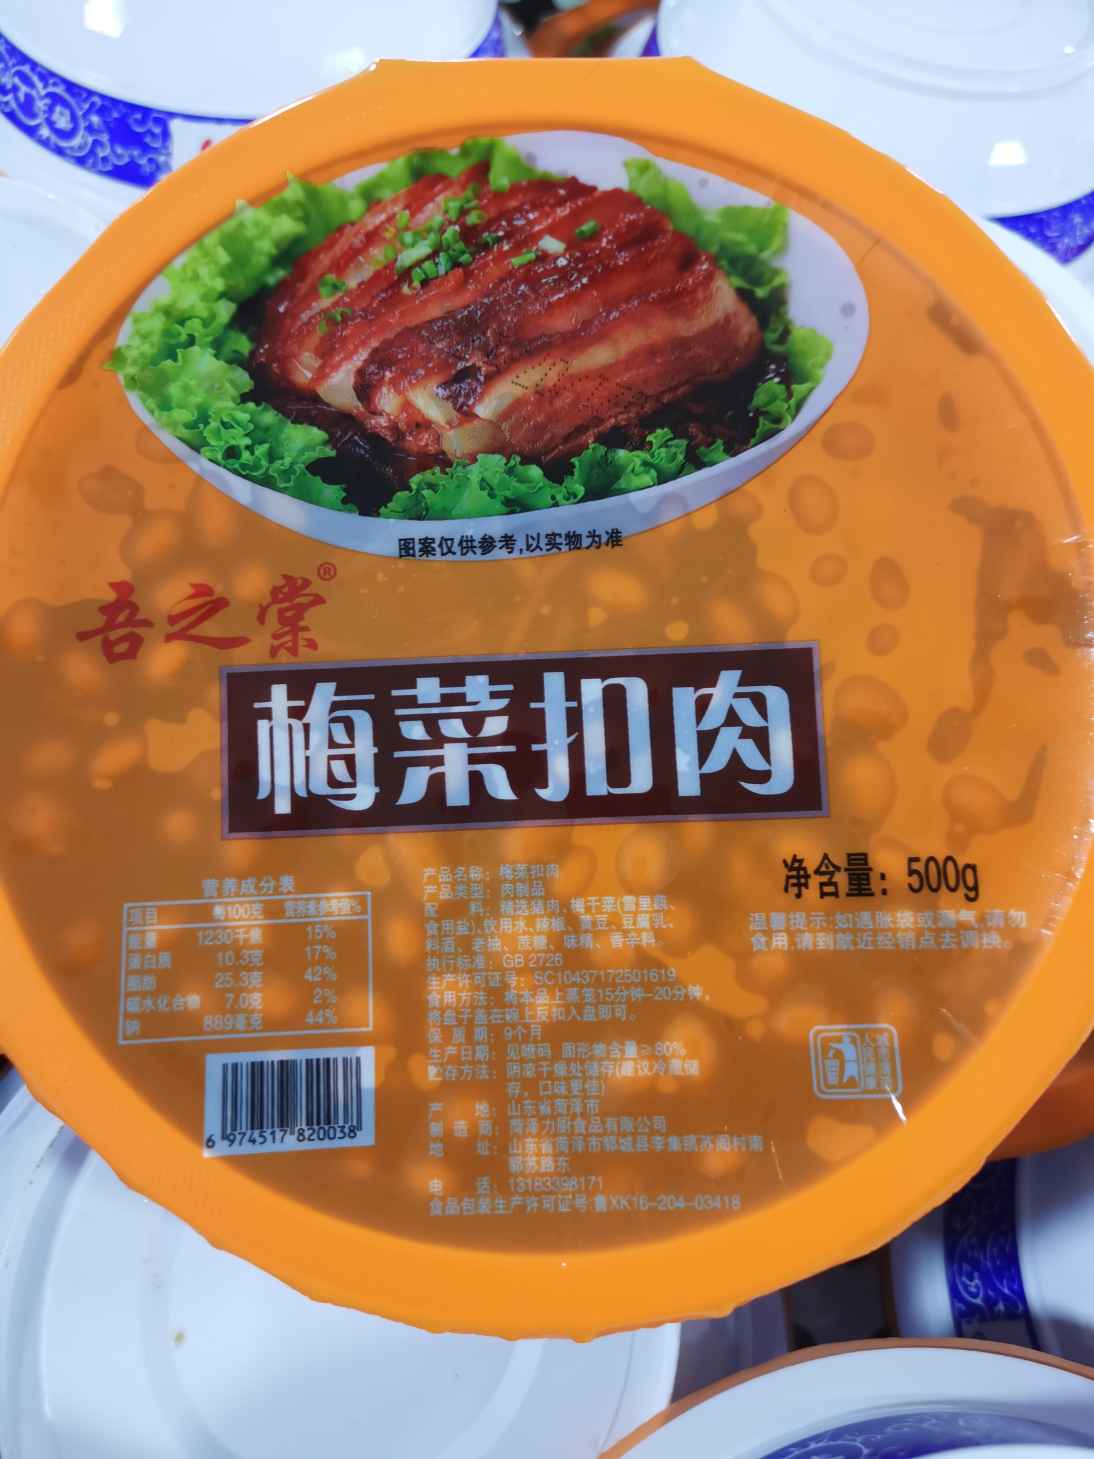 图案仅供参考,以实物为准
吾之棠®
梅菜扣肉
净含量：500g
温馨提示:如遇胀袋或漏气,请勿
食用,请到就近经销点去调换。
营养成分表
项目 每100克 营养素参考值%
能量 1230千焦 15%
蛋白质 10.3克 17%
脂肪 25.3克 42%
碳水化合物 7.0克 2%
钠 889毫克 44%
6 974517 820038
产品名称：梅菜扣肉
产品类型：肉制品
配 料：精选猪肉、梅干菜(雪里蕻、
食用盐)、饮用水、辣椒、黄豆、豆腐乳、
料酒、老抽、蔗糖、味精、香辛料。
执行标准：GB 2726
生产许可证号：SC10437172501619
食用方法：将本品上蒸笼15分钟-20分钟，
将盘子盖在碗上反扣入盘即可。
保 质 期：9个月
生产日期：见喷码 固形物含量≥80%
贮存方法：阴凉干燥处储存(建议冷藏储
存，口味更佳)
产 地：山东省菏泽市
制 造 商：菏泽力厨食品有限公司
地 址：山东省菏泽市郓城县李集镇苏阁村南
郓苏路东
电 话：13183398171
食品包装生产许可证号:鲁XK16-204-03418